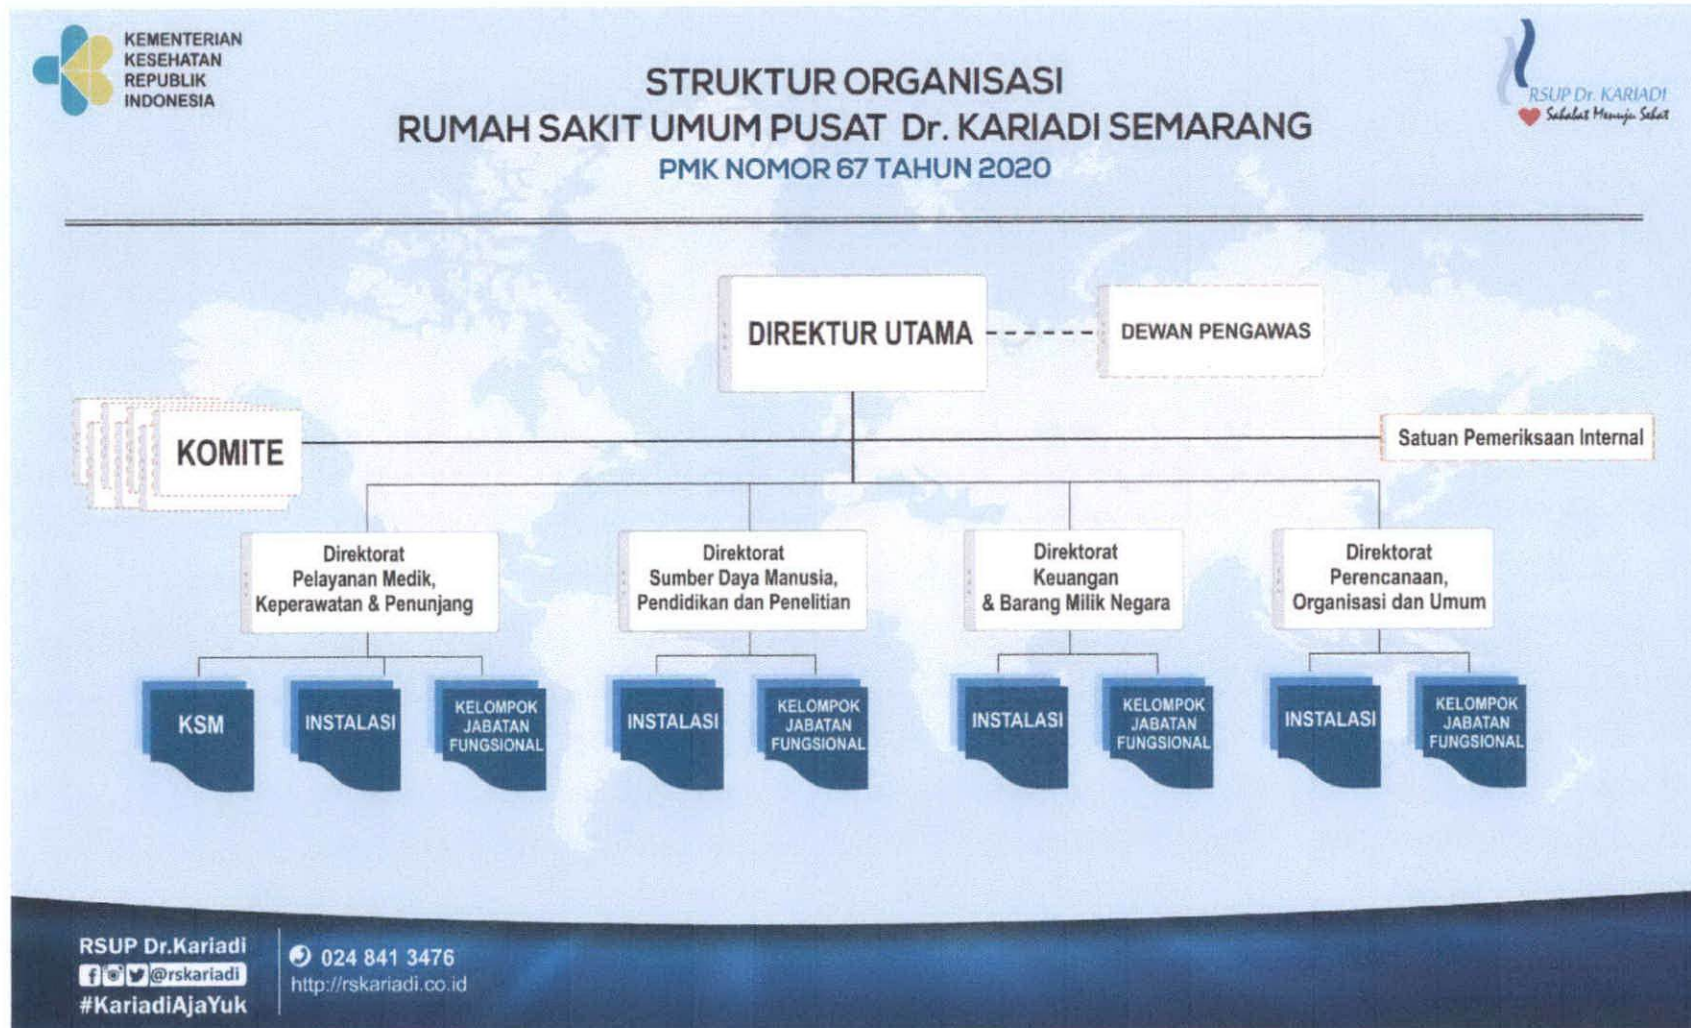 KEMENTERIAN
KESEHATAN
REPUBLIK
INDONESIA
STRUKTUR ORGANISASI
RUMAH SAKIT UMUM PUSAT Dr. KARIADI SEMARANG
PMK NOMOR 67 TAHUN 2020
RSUP Dr. KARIADI
Sahabat Menuju Sehat
DIREKTUR UTAMA
DEWAN PENGAWAS
KOMITE
Satuan Pemeriksaan Internal
Direktorat
Pelayanan Medik,
Keperawatan & Penunjang
Direktorat
Sumber Daya Manusia,
Pendidikan dan Penelitian
Direktorat
Keuangan
& Barang Milik Negara
Direktorat
Perencanaan,
Organisasi dan Umum
KSM
INSTALASI
KELOMPOK
JABATAN
FUNGSIONAL
INSTALASI
KELOMPOK
JABATAN
FUNGSIONAL
INSTALASI
KELOMPOK
JABATAN
FUNGSIONAL
INSTALASI
KELOMPOK
JABATAN
FUNGSIONAL
RSUP Dr.Kariadi
@rskariadi
#KariadiAjaYuk
024 841 3476
http://rskariadi.co.id